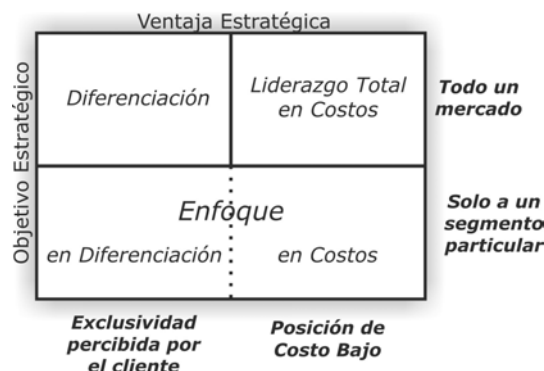 Ventaja Estratégica
Objetivo Estratégico
Diferenciación
Liderazgo Total
en Costos
Todo un
mercado
Enfoque
en Diferenciación
en Costos
Solo a un
segmento
particular
Exclusividad
percibida por
el cliente
Posición de
Costo Bajo